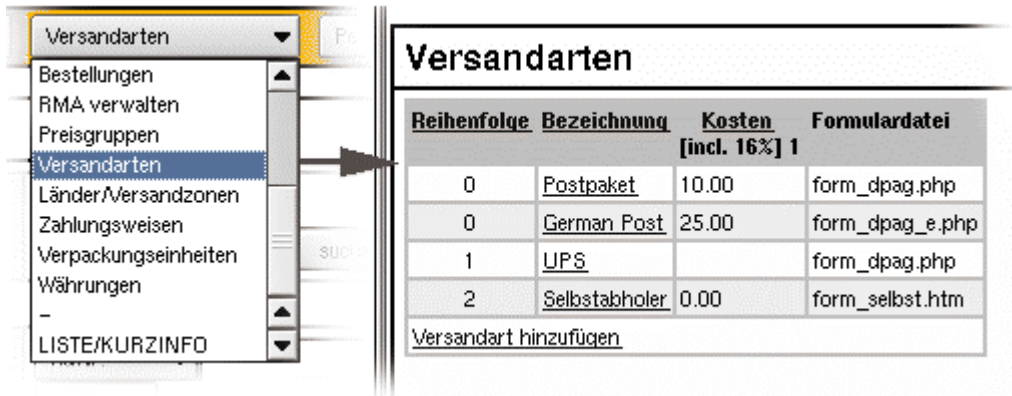 Versandarten
Bestellungen
RMA verwalten
Preisgruppen
Versandarten
Länder/Versandzonen
Zahlungsweisen
Verpackungseinheiten
Währungen
–
LISTE/KURZINFO
Versandarten
Reihenfolge Bezeichnung Kosten [incl. 16%] 1 Formulardatei
0 Postpaket 10.00 form_dpag.php
0 German Post 25.00 form_dpag_e.php
1 UPS form_dpag.php
2 Selbstabholer 0.00 form_selbst.htm
Versandart hinzufügen